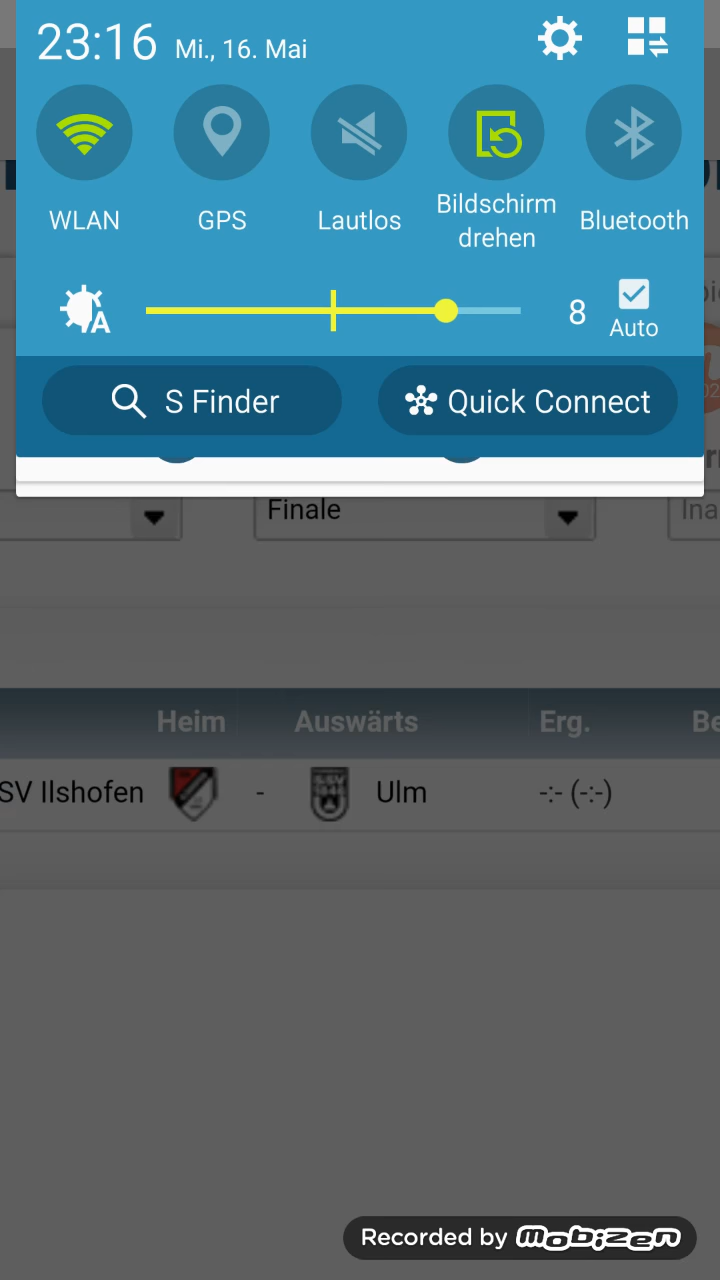 23:16 Mi., 16. Mai
WLAN GPS Lautlos Bildschirm drehen Bluetooth
8 Auto
S Finder Quick Connect
Finale
Heim Auswärts Erg.
SV Ilshofen - Ulm -:- (-:-)
Recorded by mobizen